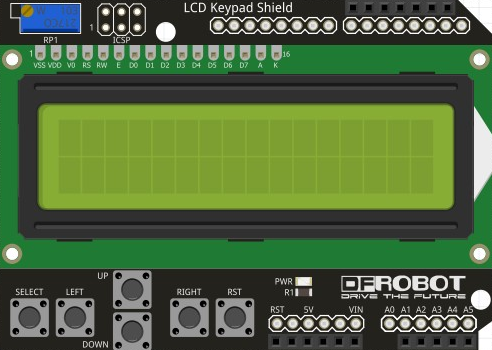 LCD Keypad Shield
RP1
1
ICSP
1 VSS VDD V0 RS RW E D0 D1 D2 D3 D4 D5 D6 D7 A K 16
UP
SELECT LEFT RIGHT RST
DOWN
PWR
R1
DFROBOT
DRIVE THE FUTURE
RST 5V VIN A0 A1 A2 A3 A4 A5